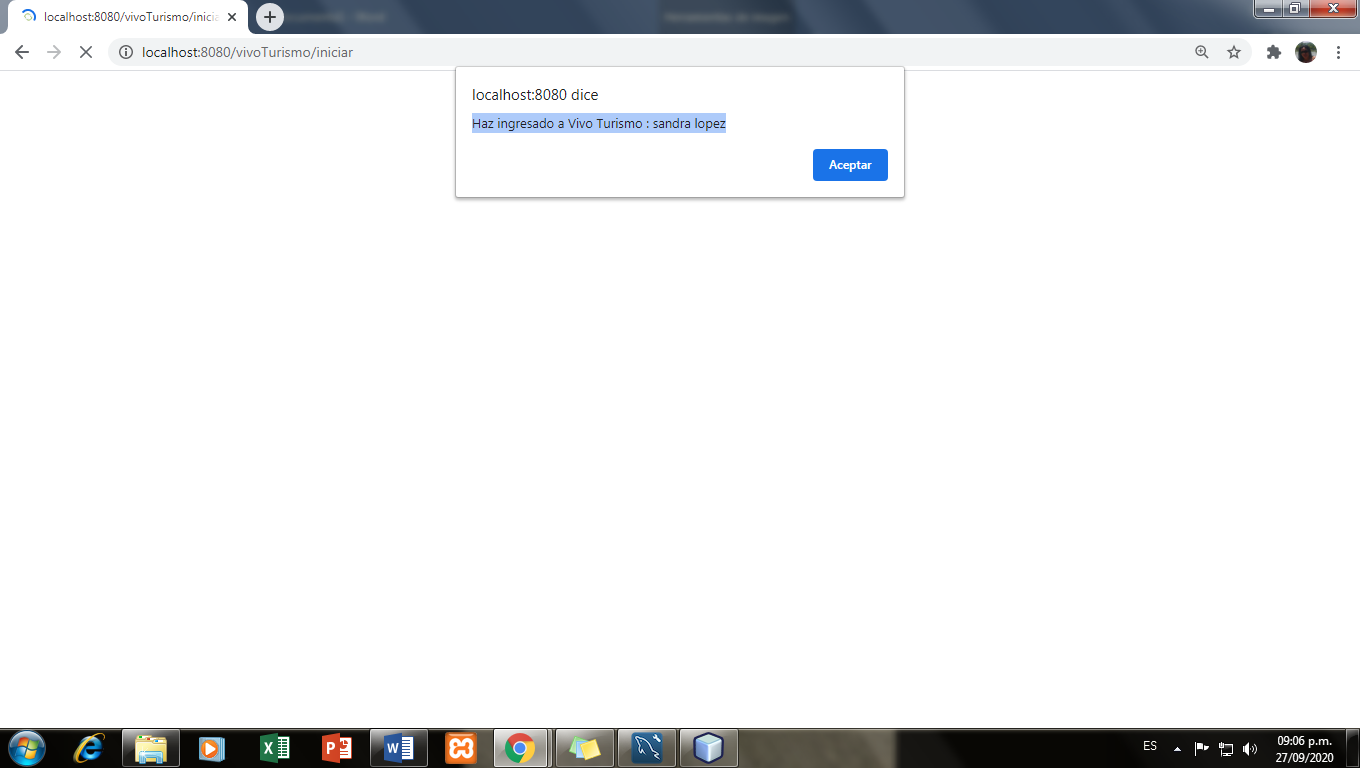 localhost:8080/vivoTurismo/inicia
localhost:8080/vivoTurismo/iniciar
localhost:8080 dice
Haz ingresado a Vivo Turismo : sandra lopez
Aceptar
ES
09:06 p.m.
27/09/2020